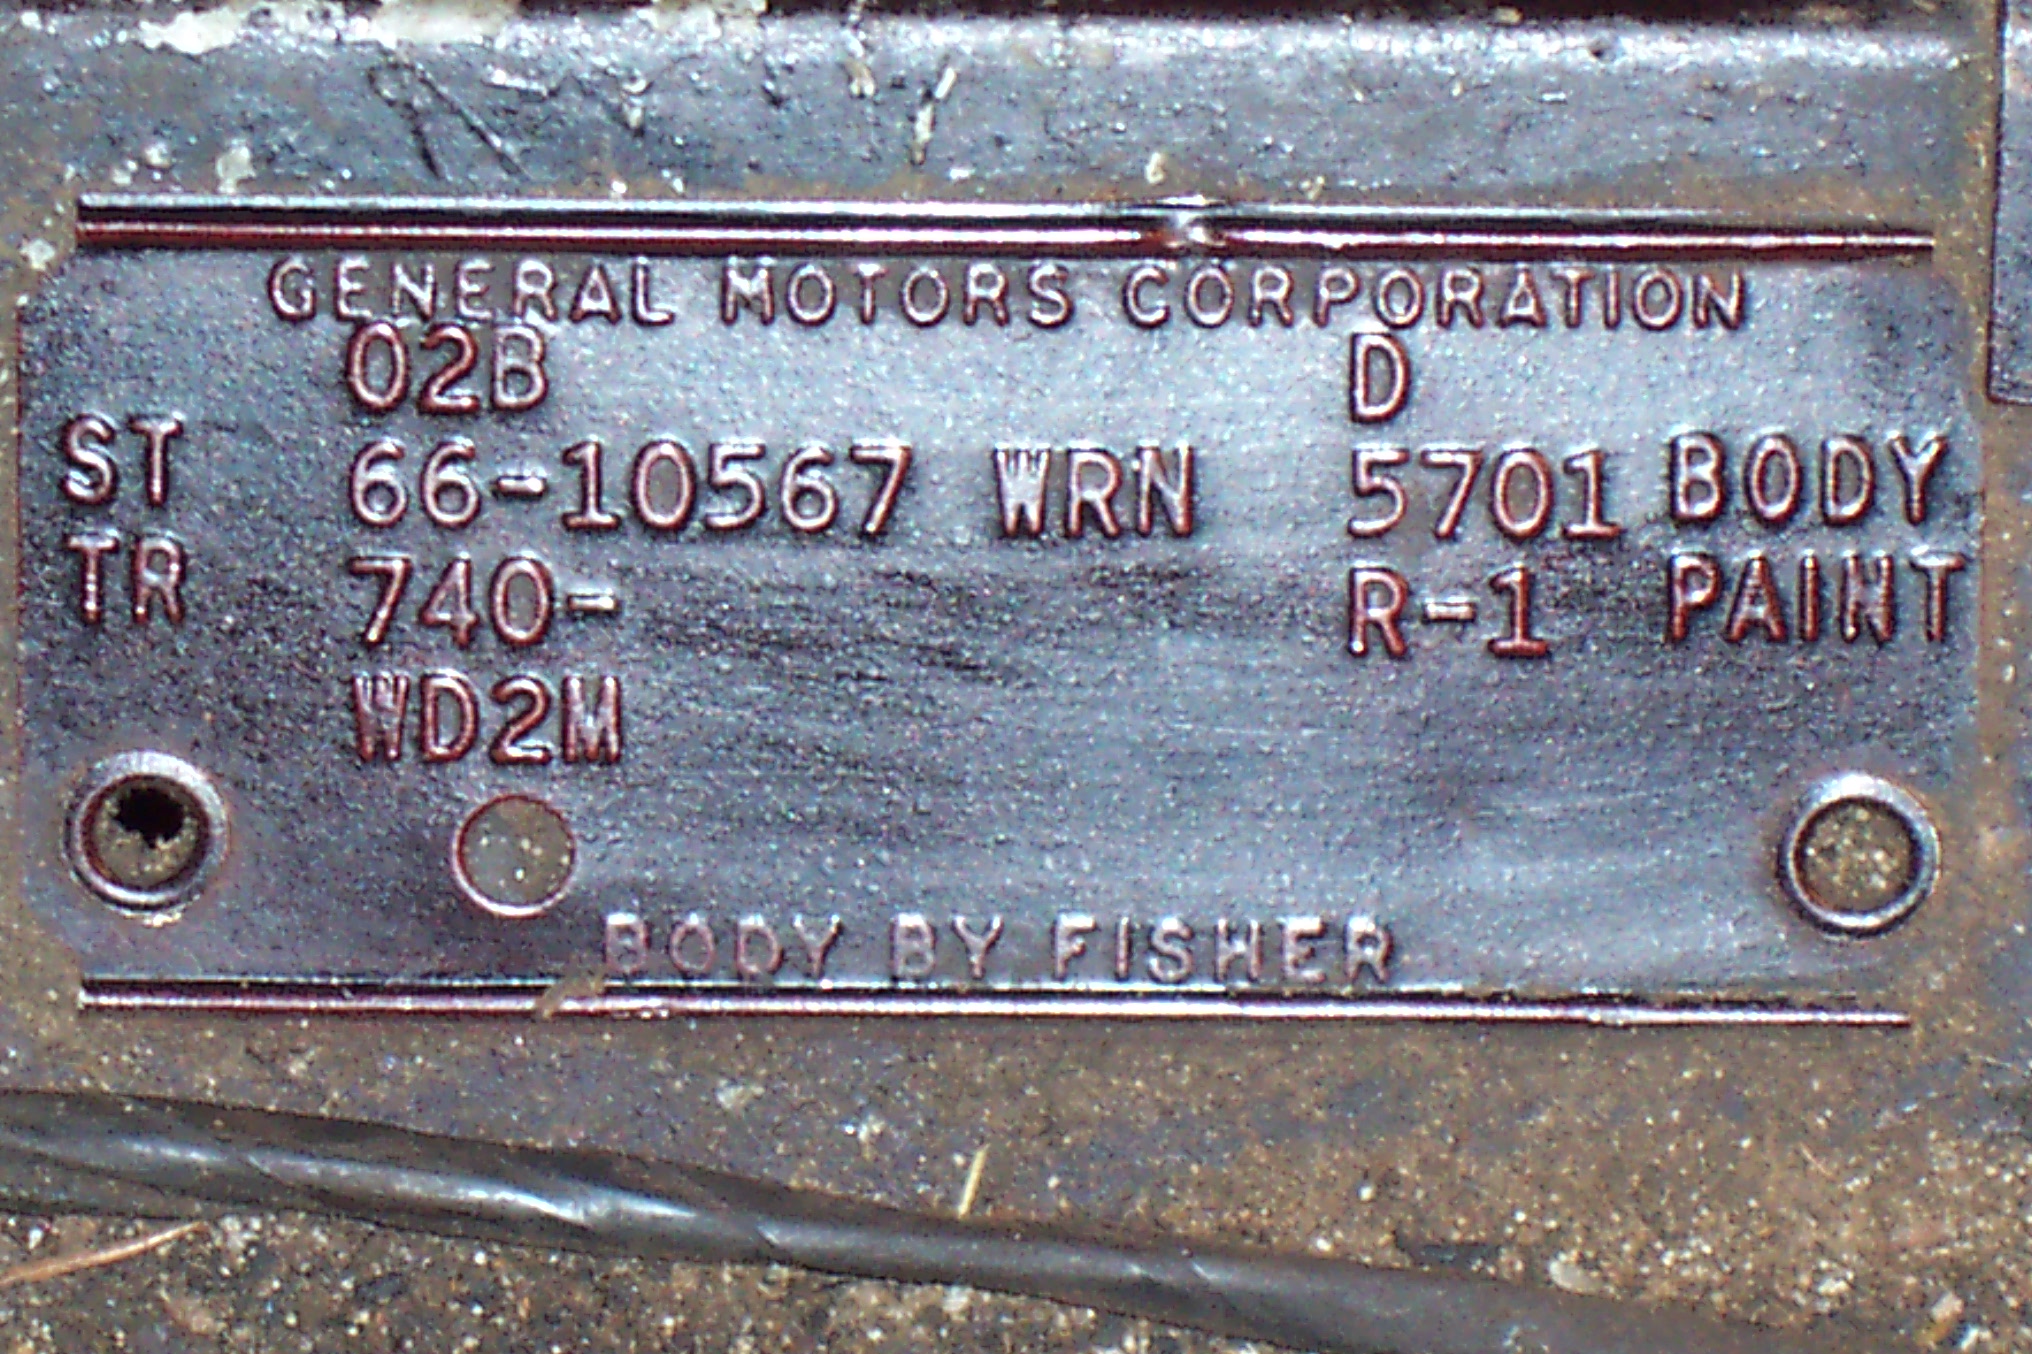 GENERAL MOTORS CORPORATION
02B D
ST 66-10567 WRN 5701 BODY
TR 740- R-1 PAINT
WD2M
BODY BY FISHER